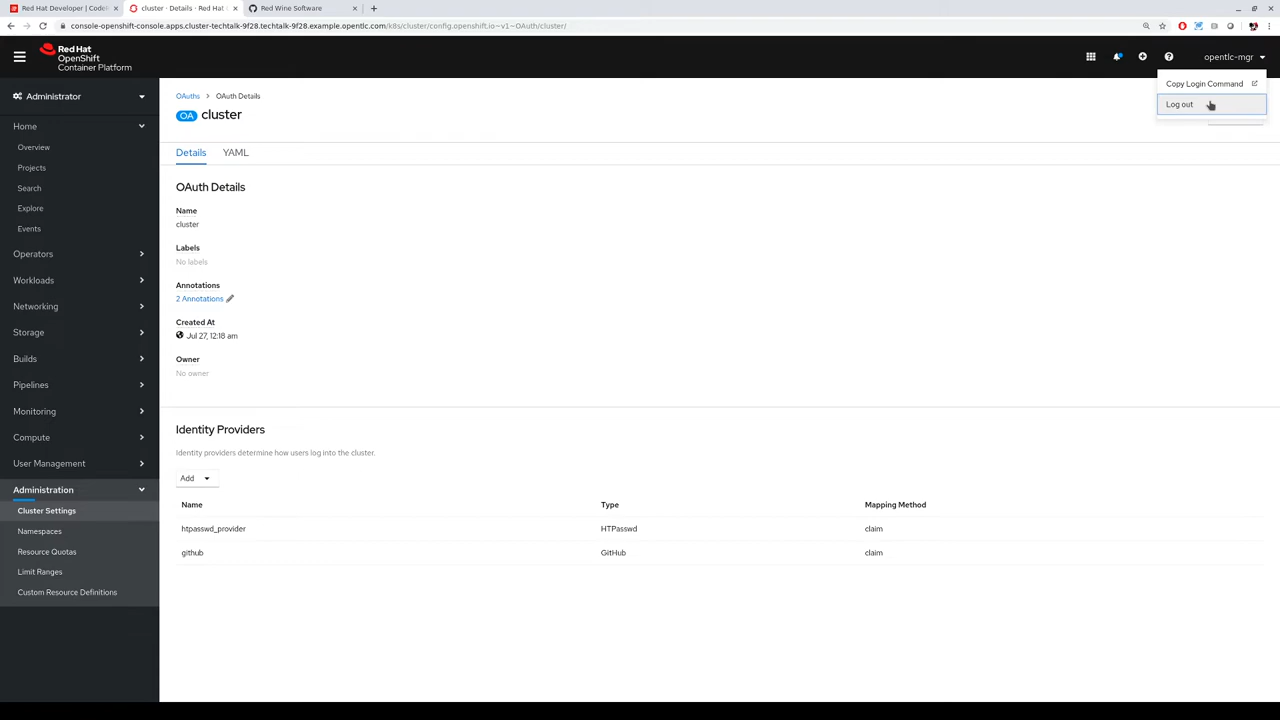 Red Hat Developer | Code
cluster · Details · Red Hat
Red Wine Software
console-openshift-console.apps.cluster-techtalk-9f28.techtalk-9f28.example.opentlc.com/k8s/cluster/config.openshift.io~v1~OAuth/cluster/
Red Hat
OpenShift
Container Platform
opentlc-mgr
Copy Login Command
Log out
Administrator
Home
Overview
Projects
Search
Explore
Events
Operators
Workloads
Networking
Storage
Builds
Pipelines
Monitoring
Compute
User Management
Administration
Cluster Settings
Namespaces
Resource Quotas
Limit Ranges
Custom Resource Definitions
OAuths > OAuth Details
OA cluster
Details YAML
OAuth Details
Name
cluster
Labels
No labels
Annotations
2 Annotations
Created At
Jul 27, 12:18 am
Owner
No owner
Identity Providers
Identity providers determine how users log into the cluster.
Add
Name Type Mapping Method
htpasswd_provider HTPasswd claim
github GitHub claim